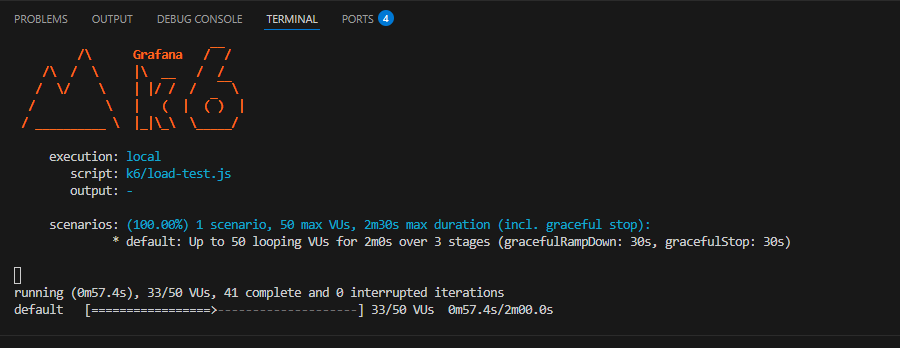 PROBLEMS OUTPUT DEBUG CONSOLE TERMINAL PORTS 4
Grafana
execution: local
script: k6/load-test.js
output: -
scenarios: (100.00%) 1 scenario, 50 max VUs, 2m30s max duration (incl. graceful stop):
* default: Up to 50 looping VUs for 2m0s over 3 stages (gracefulRampDown: 30s, gracefulStop: 30s)
running (0m57.4s), 33/50 VUs, 41 complete and 0 interrupted iterations
default [=================>--------------------] 33/50 VUs 0m57.4s/2m00.0s